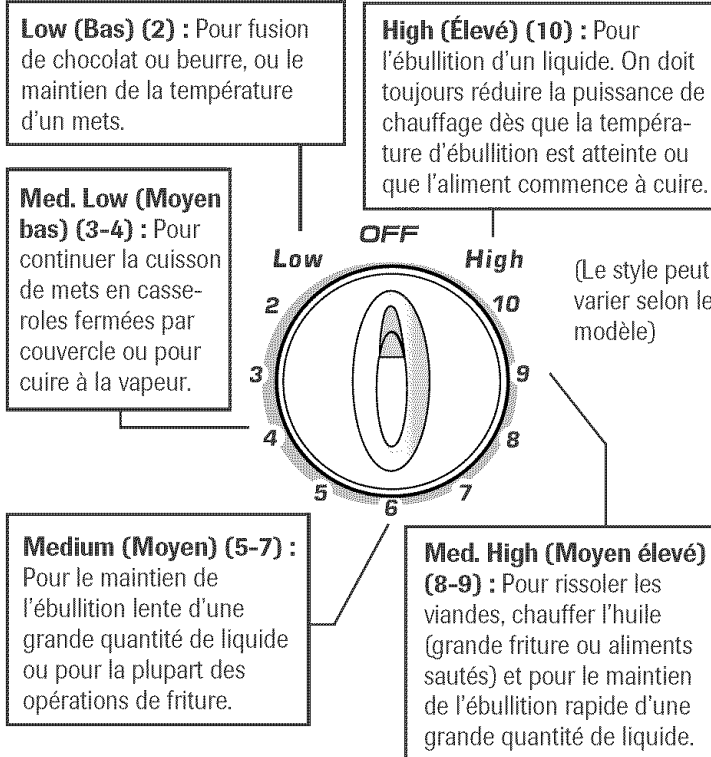 Low (Bas) (2) : Pour fusion
de chocolat ou beurre, ou le
maintien de la température
d'un mets.
High (Élevé) (10) : Pour
l'ébullition d'un liquide. On doit
toujours réduire la puissance de
chauffage dès que la tempéra-
ture d'ébullition est atteinte ou
que l'aliment commence à cuire.
Med. Low (Moyen
bas) (3-4) : Pour
continuer la cuisson
de mets en casse-
roles fermées par
couvercle ou pour
cuire à la vapeur.
OFF
Low
High
2
10
3
9
4
8
5
7
6
(Le style peut
varier selon le
modèle)
Medium (Moyen) (5-7) :
Pour le maintien de
l'ébullition lente d'une
grande quantité de liquide
ou pour la plupart des
opérations de friture.
Med. High (Moyen élevé)
(8-9) : Pour rissoler les
viandes, chauffer l'huile
(grande friture ou aliments
sautés) et pour le maintien
de l'ébullition rapide d'une
grande quantité de liquide.